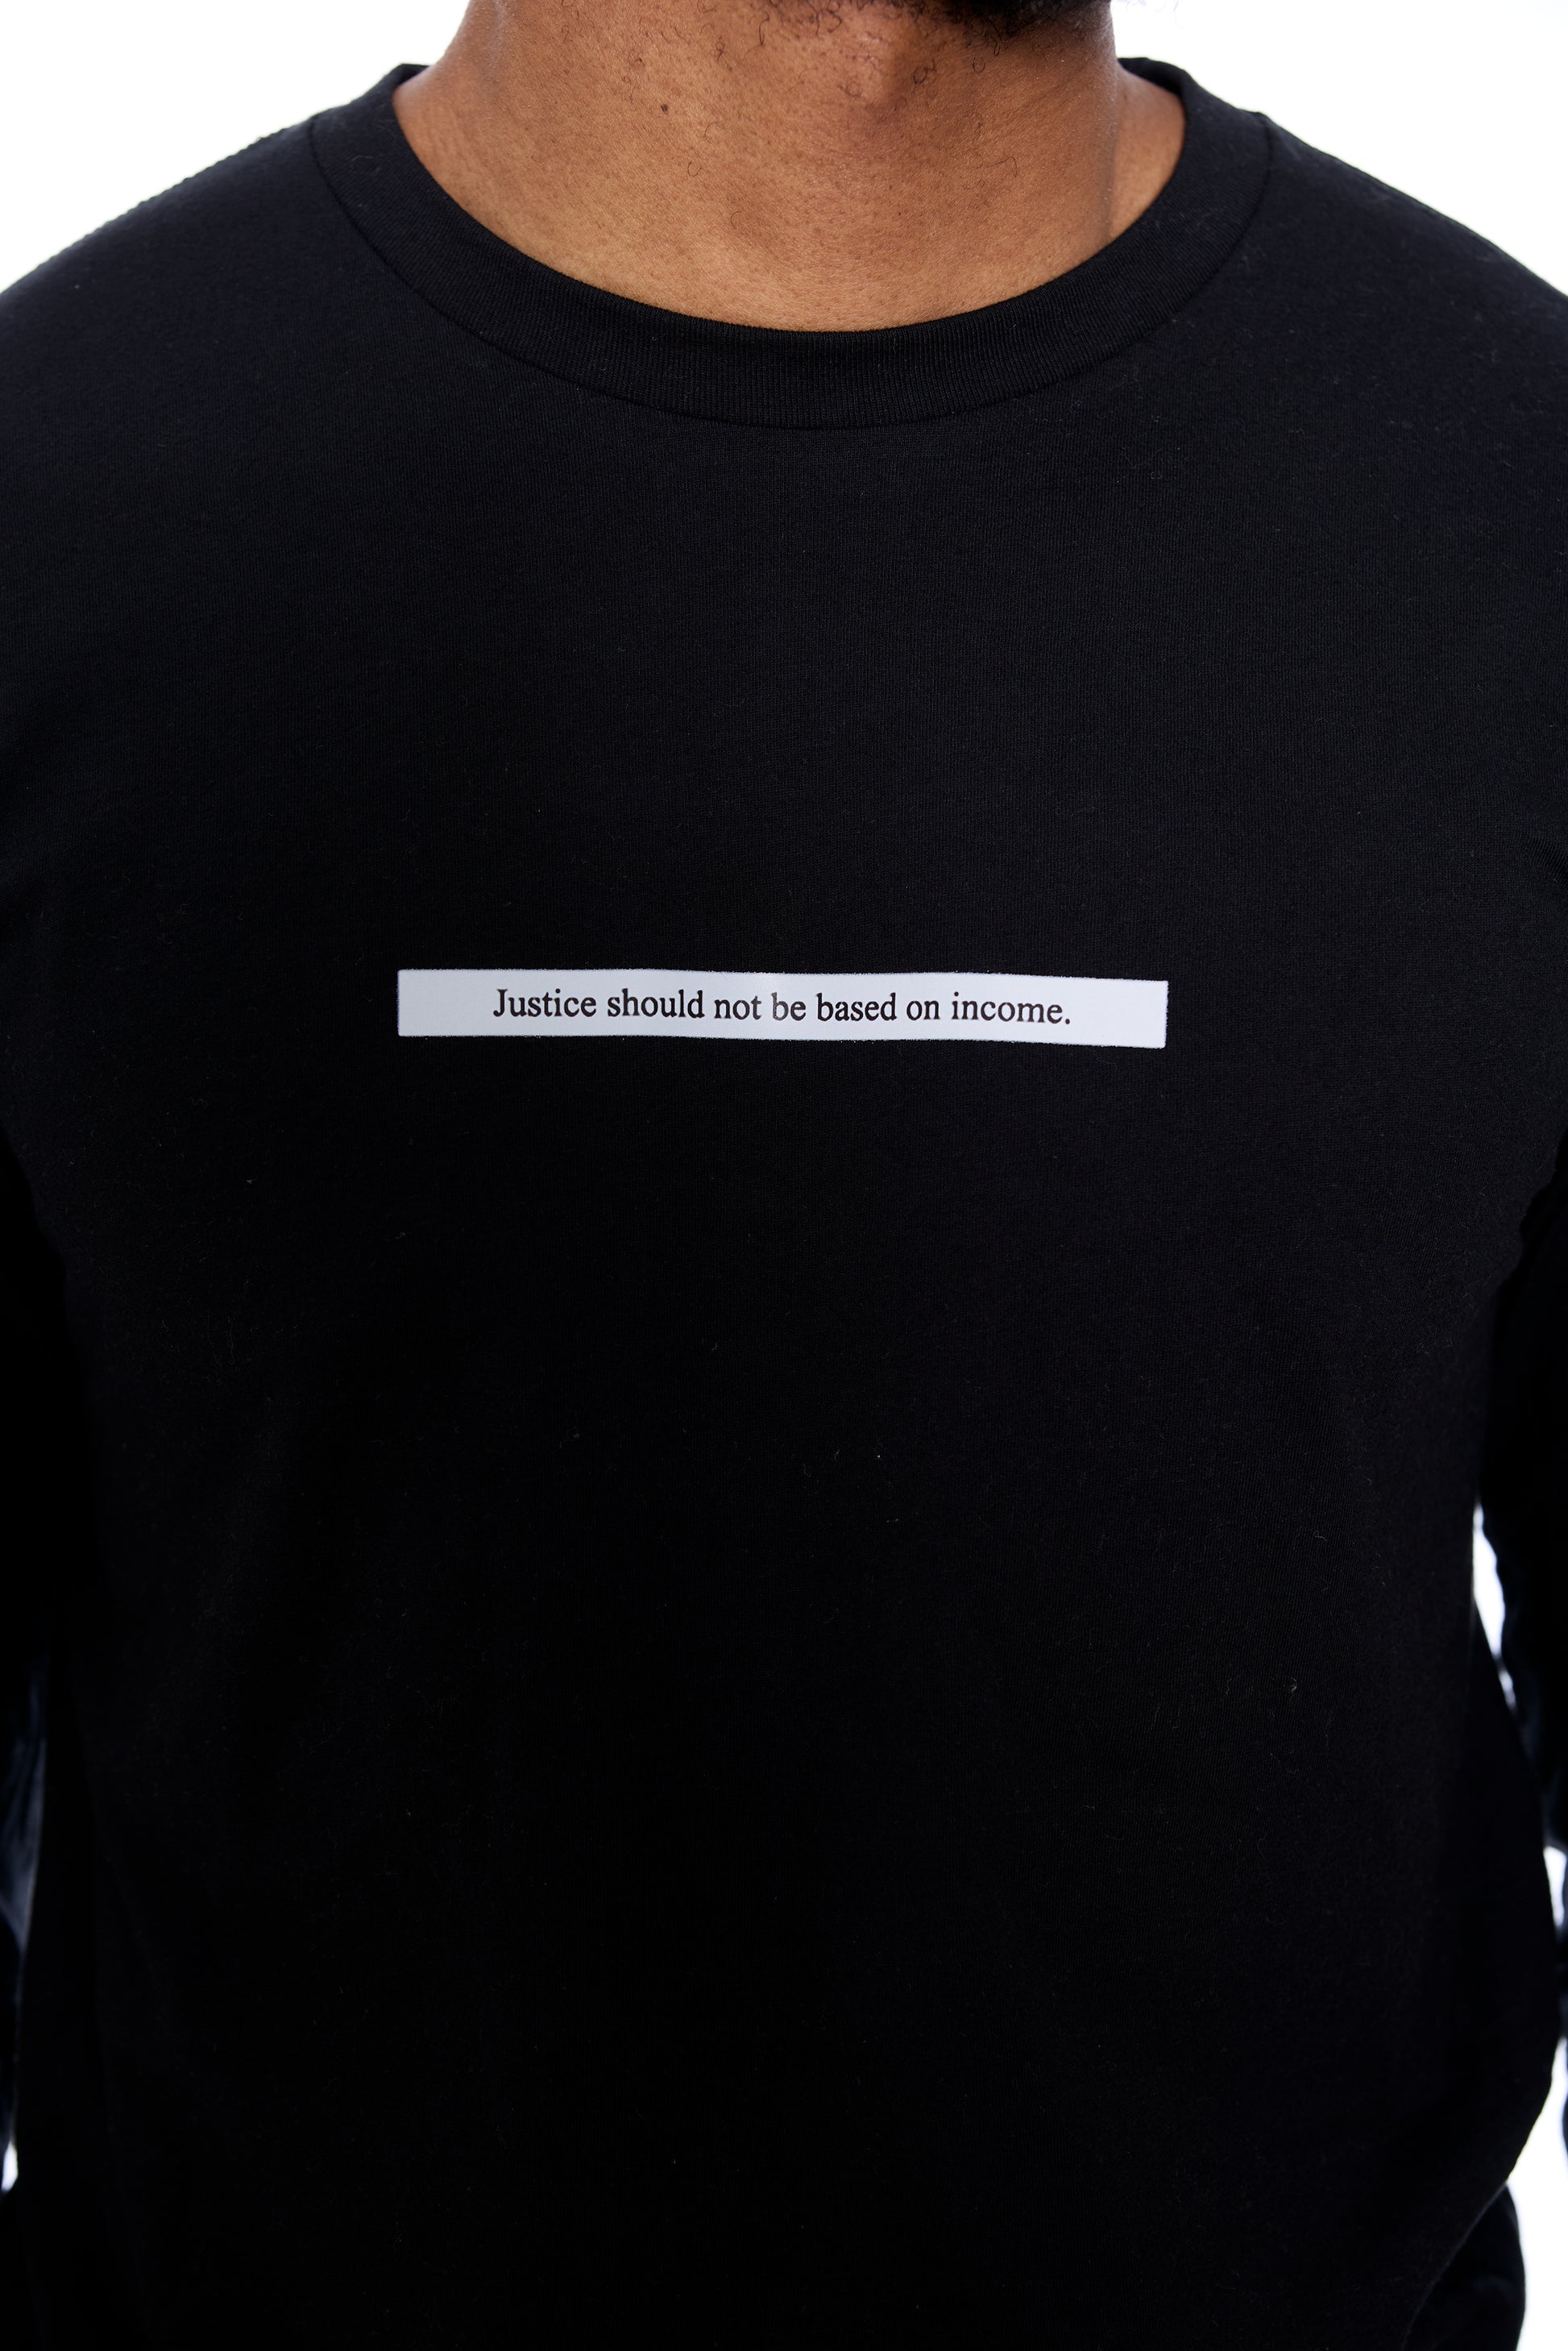 Justice should not be based on income.